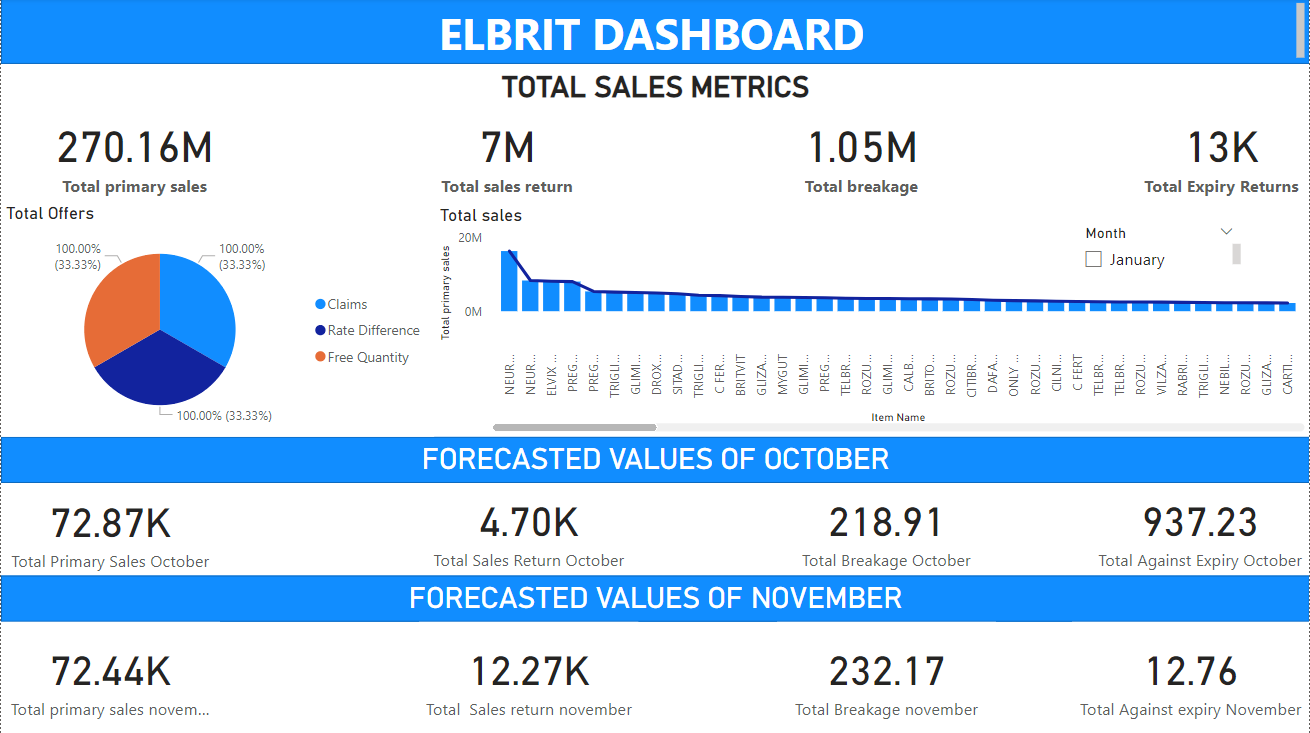 ELBRIT DASHBOARD
TOTAL SALES METRICS
270.16M
Total primary sales
7M
Total sales return
1.05M
Total breakage
13K
Total Expiry Returns
Total Offers
100.00%
(33.33%)
100.00%
(33.33%)
100.00% (33.33%)
Claims
Rate Difference
Free Quantity
Total sales
Total primary sales
20M
0M
Month
January
NEUR...
NEUR...
ELVIX ...
PREG...
PREG...
TRIGLI...
GLIMI...
DROX...
SITAD...
TRIGLI...
C FER...
BRITVIT
GLIZA...
MYGUT
GLIMI...
PREG...
TELBR...
ROZU...
GLIMI...
CALB...
BRITO...
ROZU...
CITIBR...
DAFA...
ONLY ...
ROZU...
CILNI...
C FERT
TELBR...
TELBR...
ROZU...
VILZA...
RABRI...
TRIGLI...
NEBIL...
ROZU...
GLIZA...
CARTI...
Item Name
FORECASTED VALUES OF OCTOBER
72.87K
Total Primary Sales October
4.70K
Total Sales Return October
218.91
Total Breakage October
937.23
Total Against Expiry October
FORECASTED VALUES OF NOVEMBER
72.44K
Total primary sales novem...
12.27K
Total Sales return november
232.17
Total Breakage november
12.76
Total Against expiry November